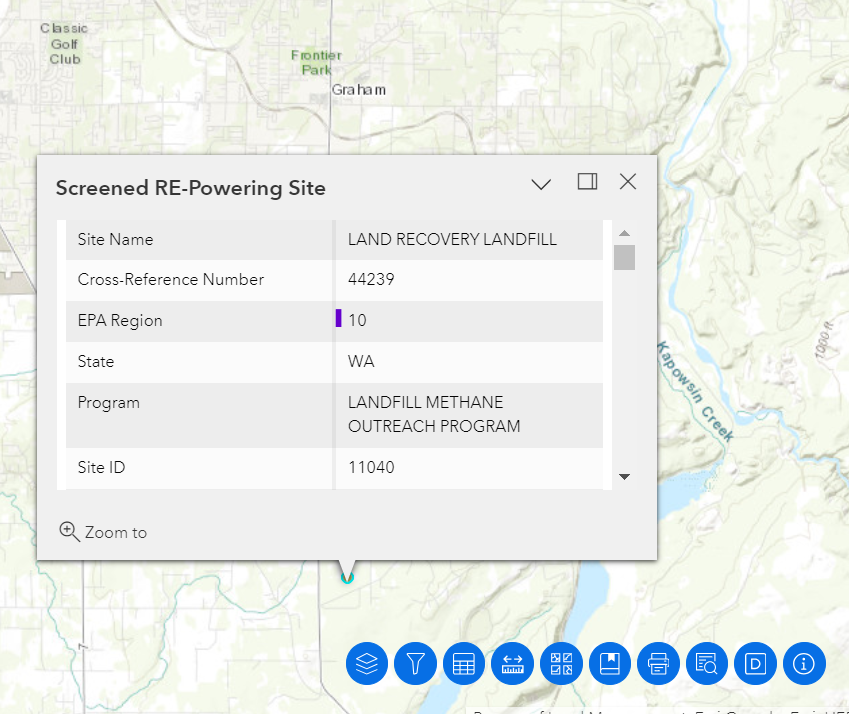 Classic
Golf
Club
Frontier
Park
Graham
Screened RE-Powering Site
Site Name LAND RECOVERY LANDFILL
Cross-Reference Number 44239
EPA Region 10
State WA
Program LANDFILL METHANE
OUTREACH PROGRAM
Site ID 11040
Zoom to
1000 ft
Kapowsin Creek
D